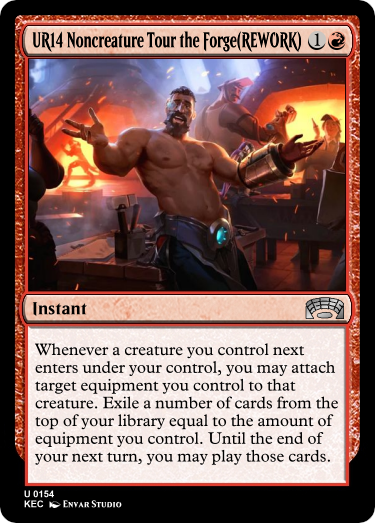 UR14 Noncreature Tour the Forge(REWORK) 1
Instant
Whenever a creature you control next
enters under your control, you may attach
target equipment you control to that
creature. Exile a number of cards from the
top of your library equal to the amount of
equipment you control. Until the end of
your next turn, you may play those cards.
U 0154
KEC ENVAR STUDIO